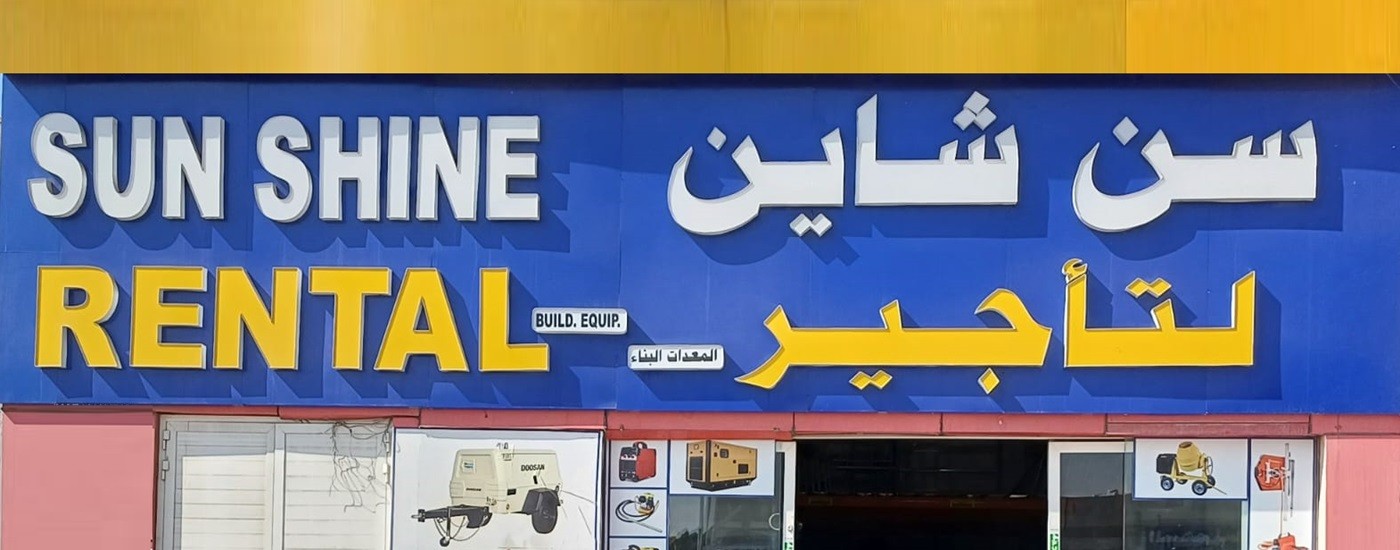 SUN SHINE
سن شاين
RENTAL
BUILD. EQUIP.
لتأجير
المعدات البناء
DOOSAN